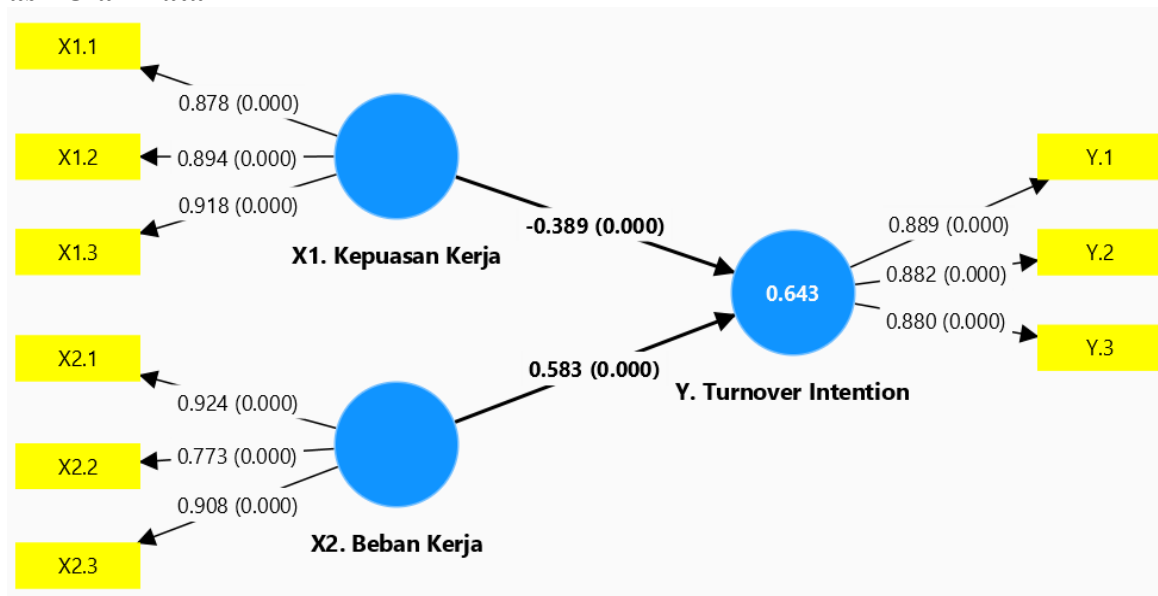 X1.1
0.878 (0.000)
X1.2
0.894 (0.000)
0.918 (0.000)
X1.3
X1. Kepuasan Kerja
-0.389 (0.000)
X2.1
0.924 (0.000)
X2.2
0.773 (0.000)
0.908 (0.000)
X2.3
X2. Beban Kerja
0.583 (0.000)
0.643
Y. Turnover Intention
Y.1
0.889 (0.000)
Y.2
0.882 (0.000)
0.880 (0.000)
Y.3